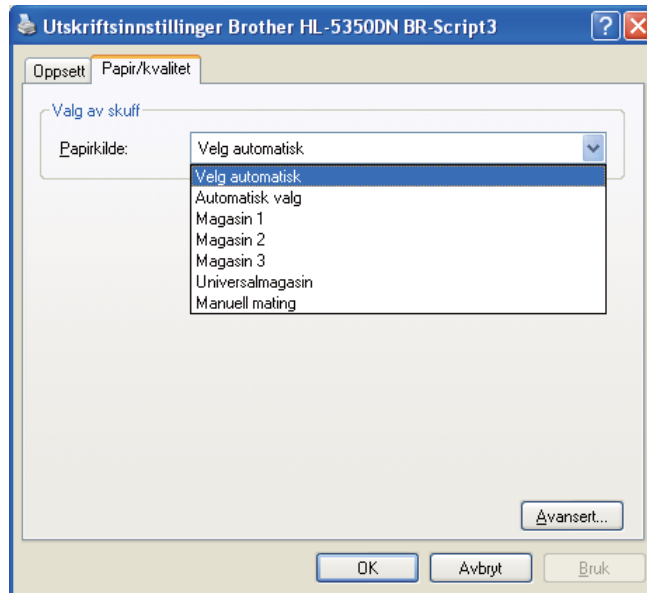 Utskriftsinnstillinger Brother HL-5350DN BR-Script3
Oppsett
Papir/kvalitet
Valg av skuff
Papirkilde:
Velg automatisk
Velg automatisk
Automatisk valg
Magasin 1
Magasin 2
Magasin 3
Universalmagasin
Manuell mating
Avansert...
OK
Avbryt
Bruk